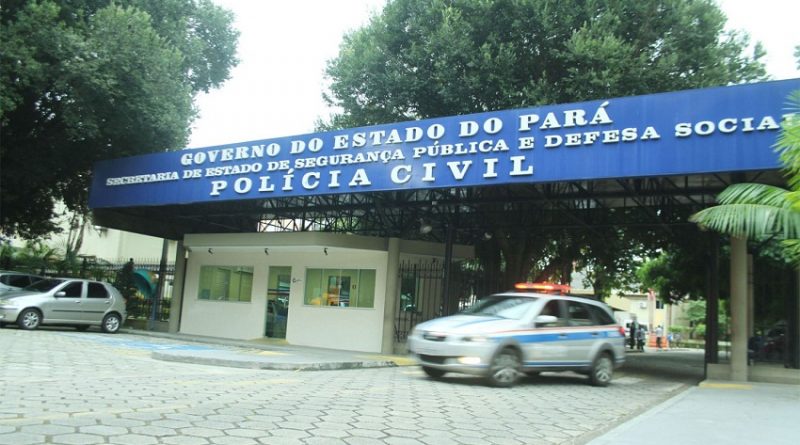 GOVERNO DO ESTADO DO PARÁ
SECRETARIA DE ESTADO DE SEGURANÇA PÚBLICA E DEFESA SOCIAL
POLÍCIA CIVIL